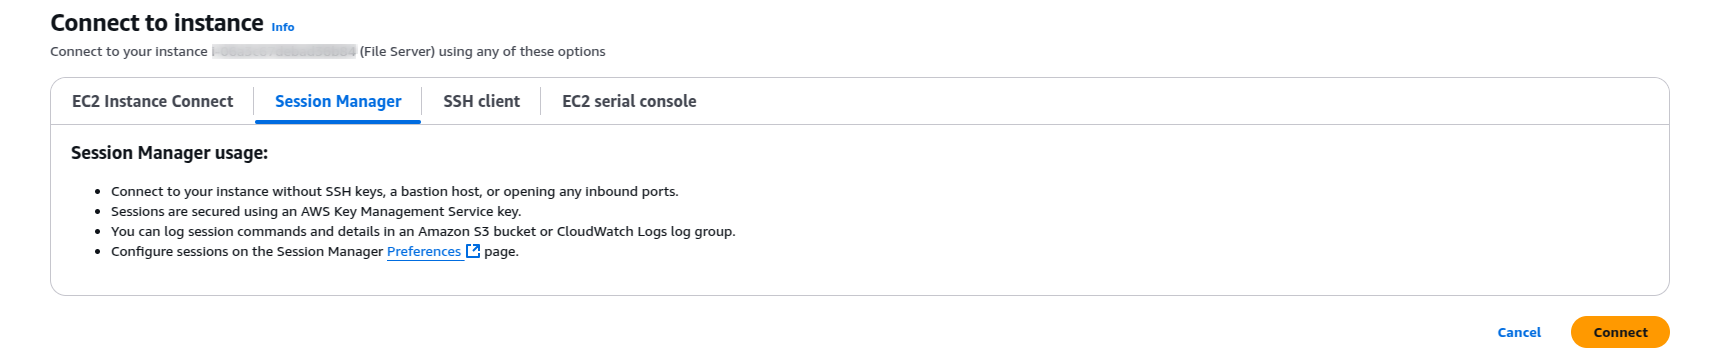 Connect to instance Info
Connect to your instance (File Server) using any of these options
EC2 Instance Connect Session Manager SSH client EC2 serial console
Session Manager usage:
• Connect to your instance without SSH keys, a bastion host, or opening any inbound ports.
• Sessions are secured using an AWS Key Management Service key.
• You can log session commands and details in an Amazon S3 bucket or CloudWatch Logs log group.
• Configure sessions on the Session Manager Preferences page.
Cancel Connect